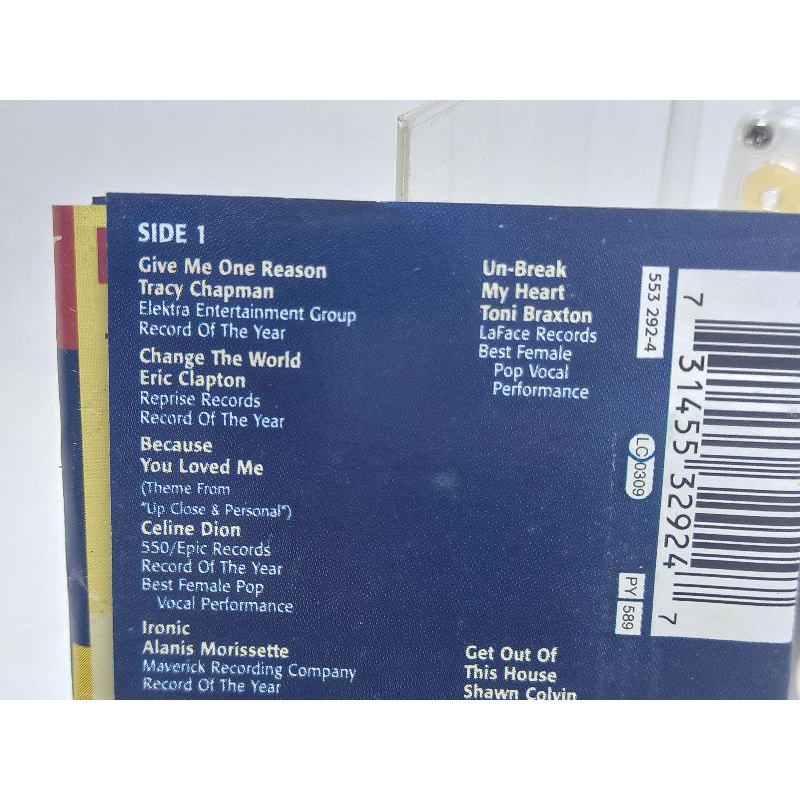 SIDE 1
Give Me One Reason
Tracy Chapman
Elektra Entertainment Group
Record Of The Year
Change The World
Eric Clapton
Reprise Records
Record Of The Year
Because
You Loved Me
(Theme From
"Up Close & Personal")
Celine Dion
550/Epic Records
Record Of The Year
Best Female Pop
Vocal Performance
Ironic
Alanis Morissette
Maverick Recording Company
Record Of The Year
Un-Break
My Heart
Toni Braxton
LaFace Records
Best Female
Pop Vocal
Performance
Get Out Of
This House
Shawn Colvin
553 292-4
LC 0309
PY 589
7 31455 32924 7